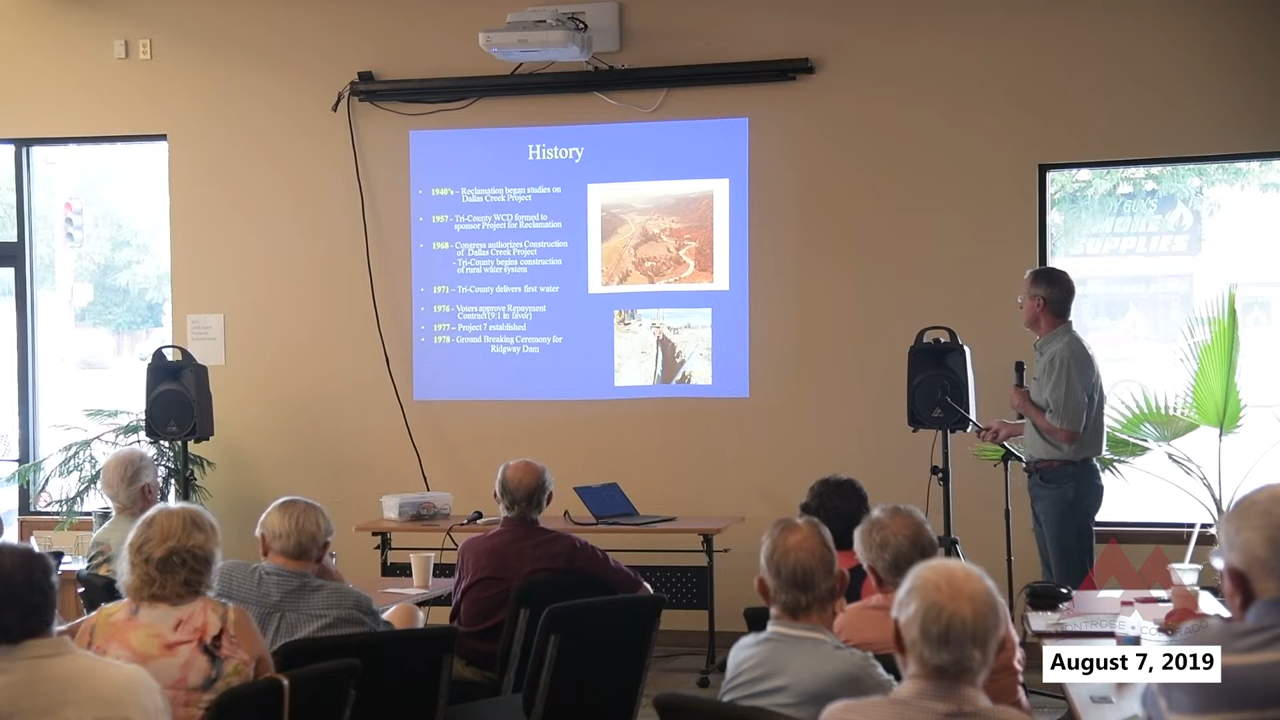 History
1940's – Reclamation began studies on
Dallas Creek Project
1957 - Tri-County WCD formed to
sponsor Project for Reclamation
1968 - Congress authorizes Construction
of Dallas Creek Project
- Tri-County begins construction
of rural water system
1971 – Tri-County delivers first water
1976 - Voters approve Repayment
Contract (9:1 in favor)
1977 – Project 7 established
1978 - Ground Breaking Ceremony for
Ridgway Dam
GUY'S
SMOKE
SUPPLIES
MONTROSE • COLORADO
August 7, 2019